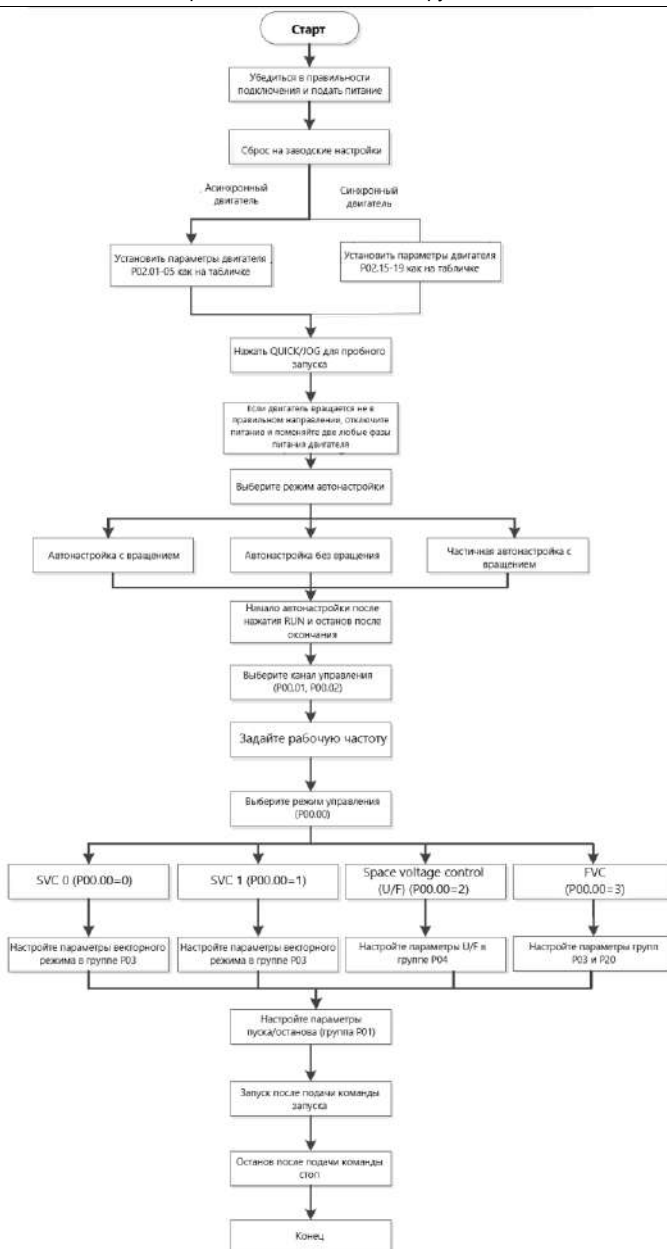 Старт
Убедиться в правильности
подключения и подать питание
Сброс на заводские настройки
Асинхронный
двигатель
Синхронный
двигатель
Установить параметры двигателя
P02.01-05 как на табличке
Установить параметры двигателя
P02.15-19 как на табличке
Нажать QUICK/JOG для пробного
запуска
Если двигатель вращается не в
правильном направлении, отключите
питание и поменяйте две любые фазы
питания двигателя
Выберите режим автонастройки
Автонастройка с вращением
Автонастройка без вращения
Частичная автонастройка с
вращением
Начало автонастройки после
нажатия RUN и останов после
окончания
Выберите канал управления
(P00.01, P00.02)
Задайте рабочую частоту
Выберите режим управления
(P00.00)
SVC 0 (P00.00=0)
SVC 1 (P00.00=1)
Space voltage control
(U/F) (P00.00=2)
FVC
(P00.00=3)
Настройте параметры векторного
режима в группе P03
Настройте параметры векторного
режима в группе P03
Настройте параметры U/F в
группе P04
Настройте параметры групп
P03 и P20
Настройте параметры
пуска/останова (группа P01)
Запуск после подачи команды
запуска
Останов после подачи команды
стоп
Конец